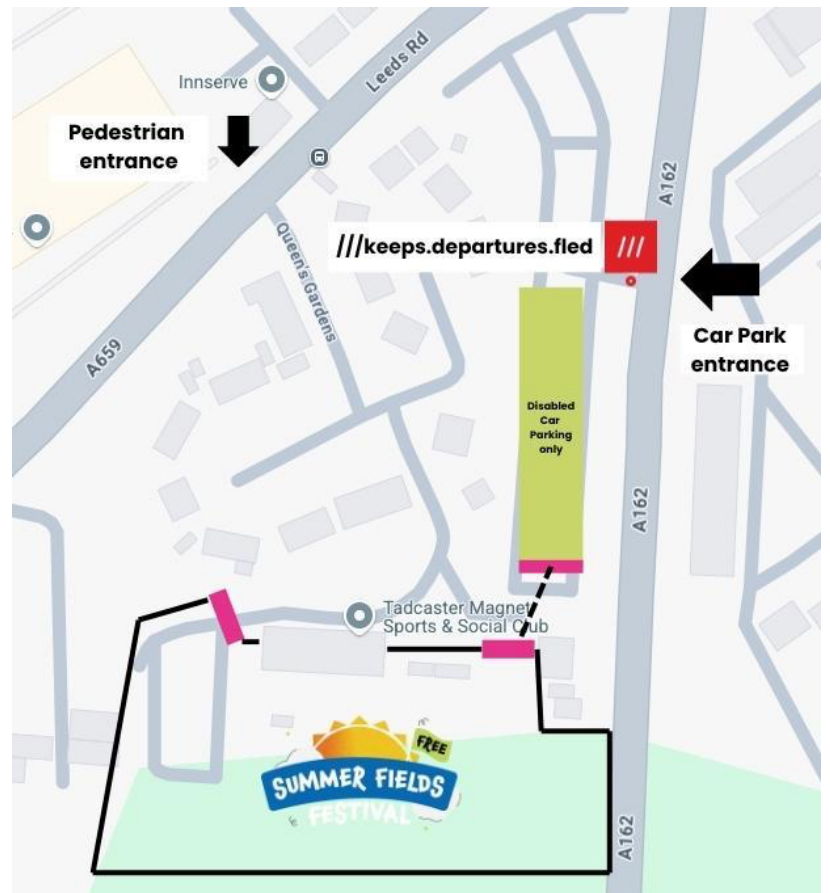 Innserve
Leeds Rd
Pedestrian
entrance
A162
///keeps.departures.fled
///
Queen's Gardens
Car Park
entrance
A659
Disabled
Car
Parking
only
A162
Tadcaster Magnet
Sports & Social Club
FREE
SUMMER FIELDS
FESTIVAL
A162